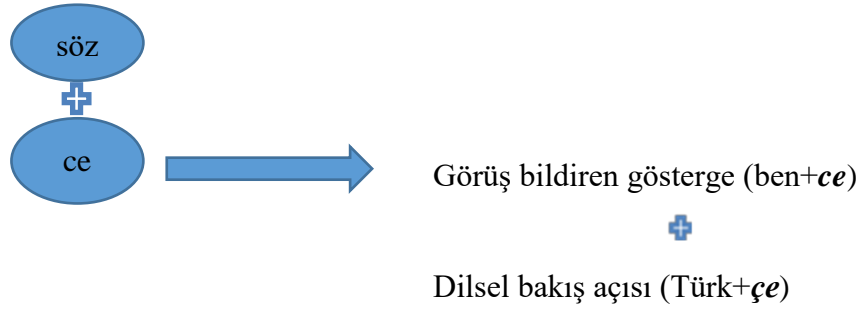 söz
ce
Görüş bildiren gösterge (ben+ce)
Dilsel bakış açısı (Türk+çe)